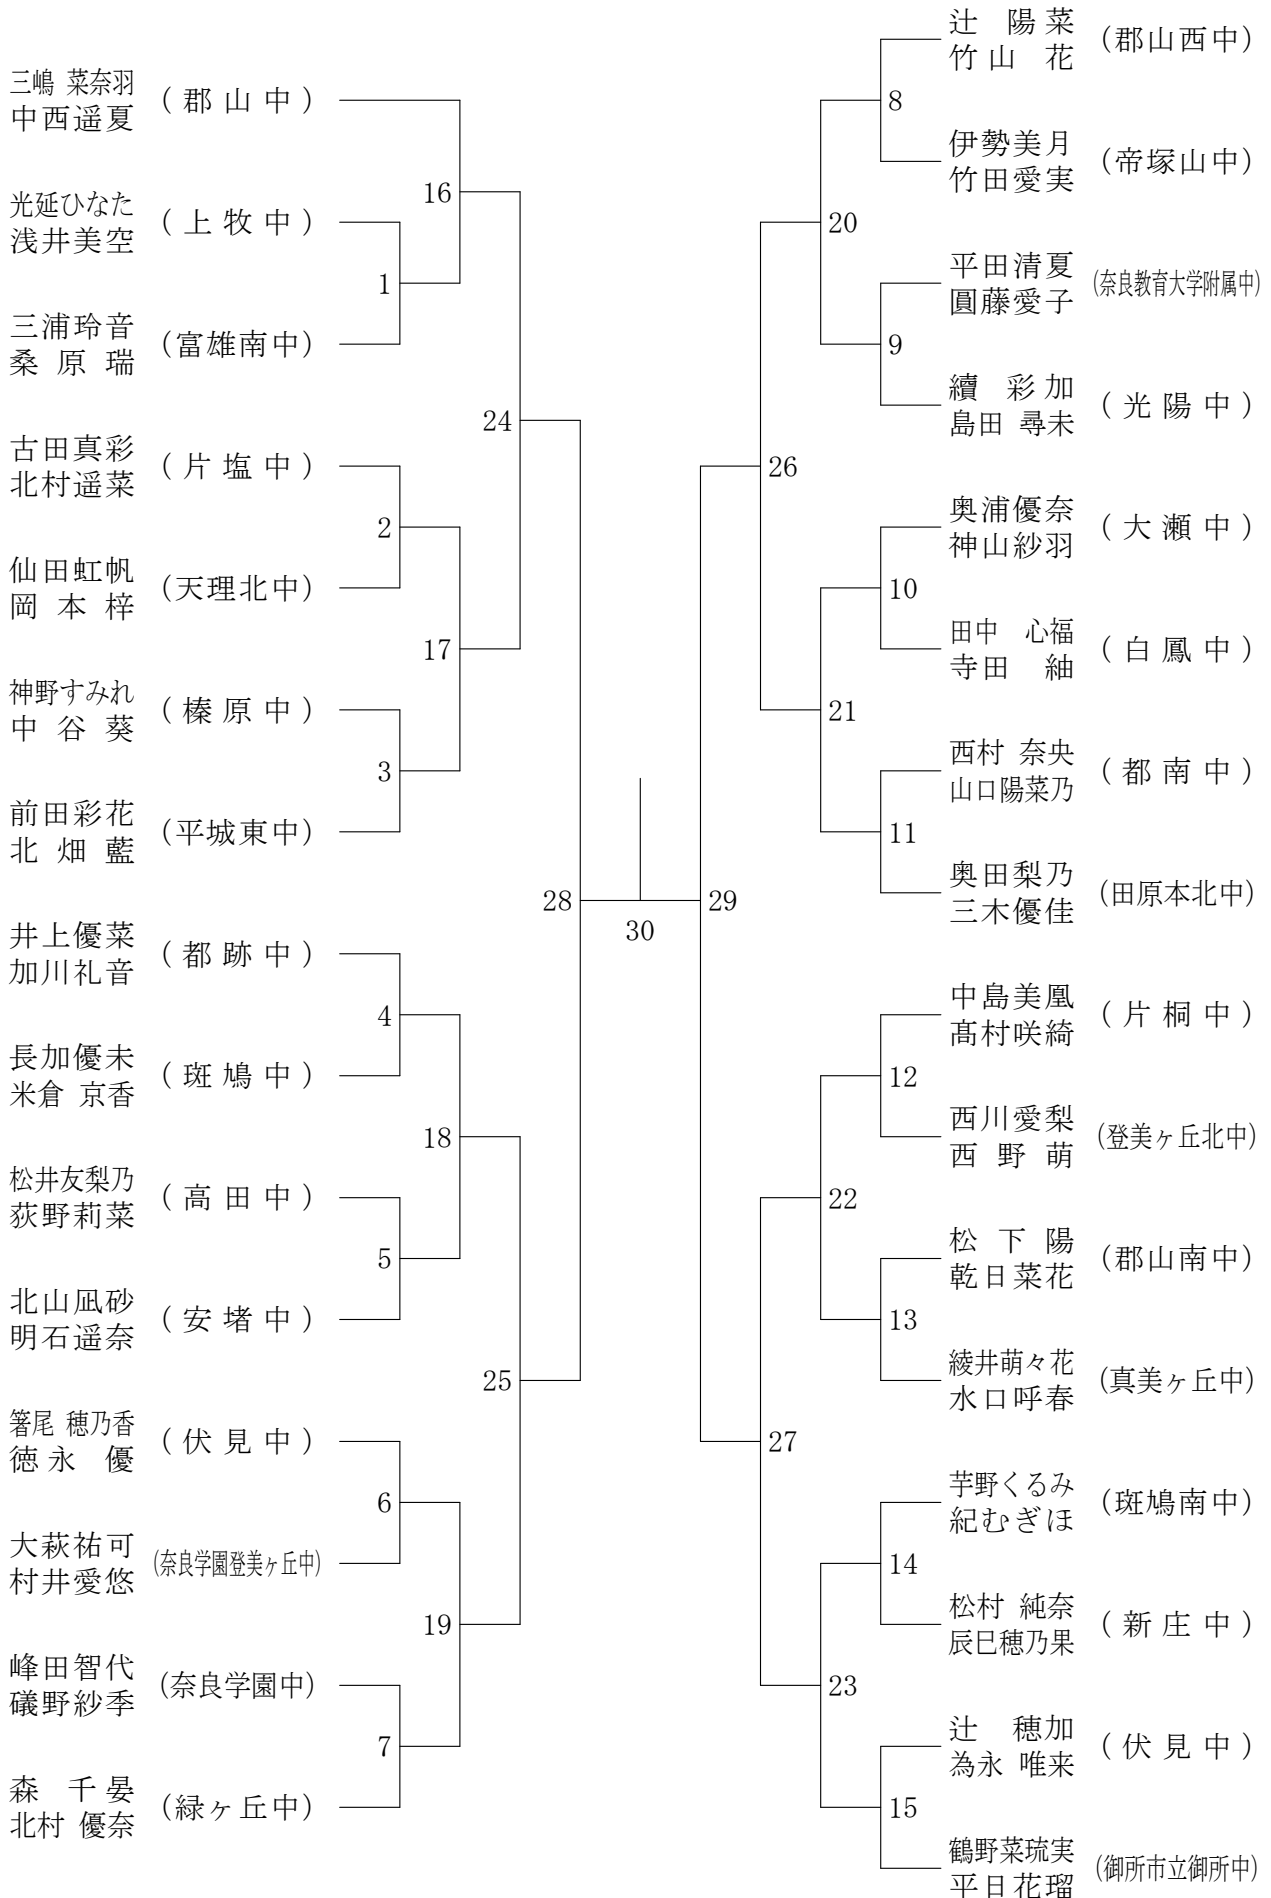 三嶋 菜奈羽
中西遥夏
(郡山中)
光延ひなた
浅井美空
(上牧中)
三浦玲音
桑原瑞
(富雄南中)
古田真彩
北村遥菜
(片塩中)
仙田虹帆
岡本梓
(天理北中)
神野すみれ
中谷葵
(榛原中)
前田彩花
北畑藍
(平城東中)
井上優菜
加川礼音
(都跡中)
長加優未
米倉 京香
(斑鳩中)
松井友梨乃
荻野莉菜
(高田中)
北山凪砂
明石遥奈
(安堵中)
箸尾 穂乃香
徳永 優
(伏見中)
大萩祐可
村井愛悠
(奈良学園登美ヶ丘中)
峰田智代
礒野紗季
(奈良学園中)
森 千晏
北村 優奈
(緑ヶ丘中)
1
2
3
4
5
6
7
16
17
18
19
24
25
28
30
29
26
27
20
21
22
23
8
9
10
11
12
13
14
15
辻 陽菜
竹山 花
(郡山西中)
伊勢美月
竹田愛実
(帝塚山中)
平田清夏
圓藤愛子
(奈良教育大学附属中)
續 彩加
島田 尋未
(光陽中)
奥浦優奈
神山紗羽
(大瀬中)
田中 心福
寺田 紬
(白鳳中)
西村 奈央
山口陽菜乃
(都南中)
奥田梨乃
三木優佳
(田原本北中)
中島美凰
髙村咲綺
(片桐中)
西川愛梨
西野萌
(登美ヶ丘北中)
松下陽
乾日菜花
(郡山南中)
綾井萌々花
水口呼春
(真美ヶ丘中)
芋野くるみ
紀むぎほ
(斑鳩南中)
松村 純奈
辰巳穂乃果
(新庄中)
辻 穂加
為永 唯来
(伏見中)
鶴野菜琉実
平日花瑠
(御所市立御所中)